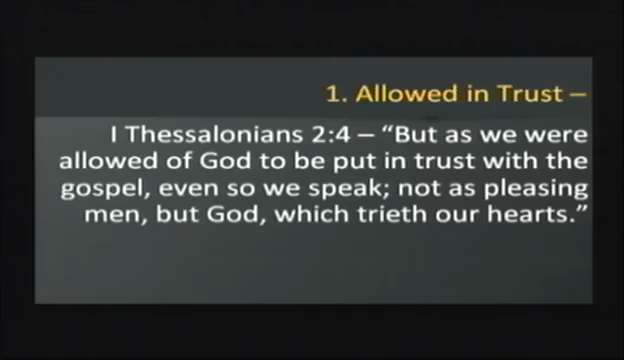 1. Allowed in Trust –
I Thessalonians 2:4 – “But as we were
allowed of God to be put in trust with the
gospel, even so we speak; not as pleasing
men, but God, which trieth our hearts.”